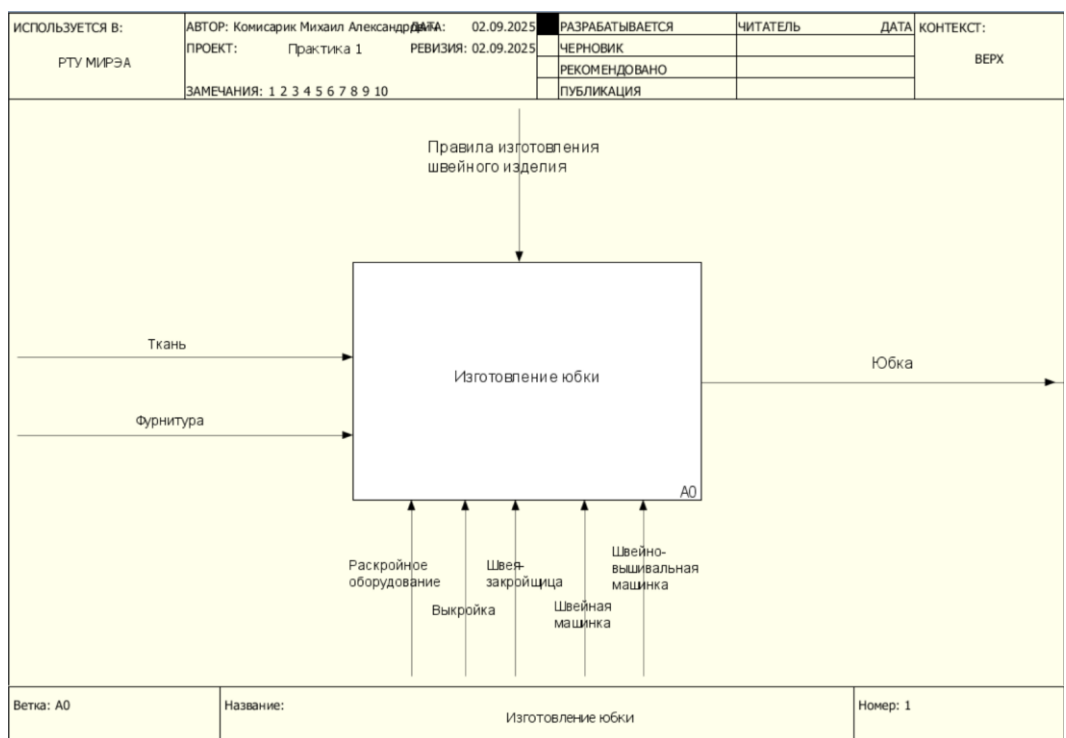 ИСПОЛЬЗУЕТСЯ В:
РТУ МИРЭА
АВТОР: Комисарик Михаил Александрович
ДАТА: 02.09.2025
ПРОЕКТ: Практика 1
РЕВИЗИЯ: 02.09.2025
ЗАМЕЧАНИЯ: 1 2 3 4 5 6 7 8 9 10
РАЗРАБАТЫВАЕТСЯ
ЧЕРНОВИК
РЕКОМЕНДОВАНО
ПУБЛИКАЦИЯ
ЧИТАТЕЛЬ ДАТА
КОНТЕКСТ:
ВЕРХ
Правила изготовления
швейного изделия
Ткань
Фурнитура
Изготовление юбки
A0
Юбка
Раскройное
оборудование
Выкройка
Швея-
закройщица
Швейная
машинка
Швейно-
вышивальная
машинка
Ветка: A0
Название:
Изготовление юбки
Номер: 1